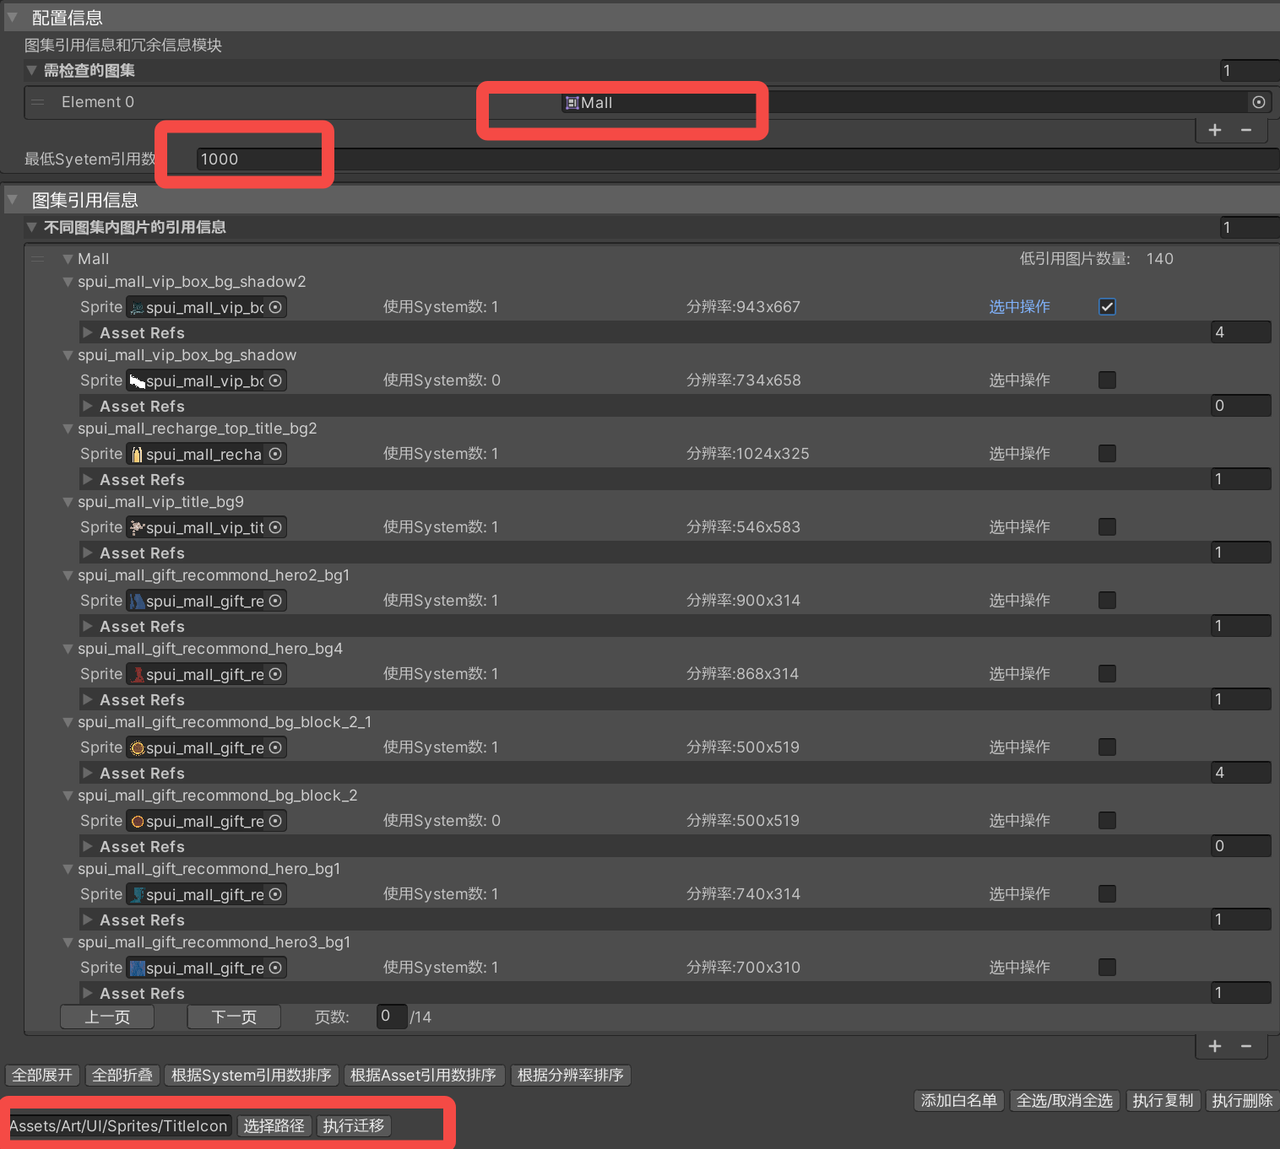 配置信息
图集引用信息和冗余信息模块
需检查的图集 1
Element 0 Mall
最低Syetem引用数 1000
图集引用信息
不同图集内图片的引用信息 1
Mall 低引用图片数量: 140
spui_mall_vip_box_bg_shadow2
Sprite spui_mall_vip_bo 使用System数: 1 分辨率:943x667 选中操作
Asset Refs 4
spui_mall_vip_box_bg_shadow
Sprite spui_mall_vip_bo 使用System数: 0 分辨率:734x658 选中操作
Asset Refs 0
spui_mall_recharge_top_title_bg2
Sprite spui_mall_recha 使用System数: 1 分辨率:1024x325 选中操作
Asset Refs 1
spui_mall_vip_title_bg9
Sprite spui_mall_vip_tit 使用System数: 1 分辨率:546x583 选中操作
Asset Refs 1
spui_mall_gift_recommond_hero2_bg1
Sprite spui_mall_gift_re 使用System数: 1 分辨率:900x314 选中操作
Asset Refs 1
spui_mall_gift_recommond_hero_bg4
Sprite spui_mall_gift_re 使用System数: 1 分辨率:868x314 选中操作
Asset Refs 1
spui_mall_gift_recommond_bg_block_2_1
Sprite spui_mall_gift_re 使用System数: 1 分辨率:500x519 选中操作
Asset Refs 4
spui_mall_gift_recommond_bg_block_2
Sprite spui_mall_gift_re 使用System数: 0 分辨率:500x519 选中操作
Asset Refs 0
spui_mall_gift_recommond_hero_bg1
Sprite spui_mall_gift_re 使用System数: 1 分辨率:740x314 选中操作
Asset Refs 1
spui_mall_gift_recommond_hero3_bg1
Sprite spui_mall_gift_re 使用System数: 1 分辨率:700x310 选中操作
Asset Refs 1
上一页 下一页 页数: 0 /14
全部展开 全部折叠 根据System引用数排序 根据Asset引用数排序 根据分辨率排序
添加白名单 全选/取消全选 执行复制 执行删除
Assets/Art/UI/Sprites/TitleIcon 选择路径 执行迁移